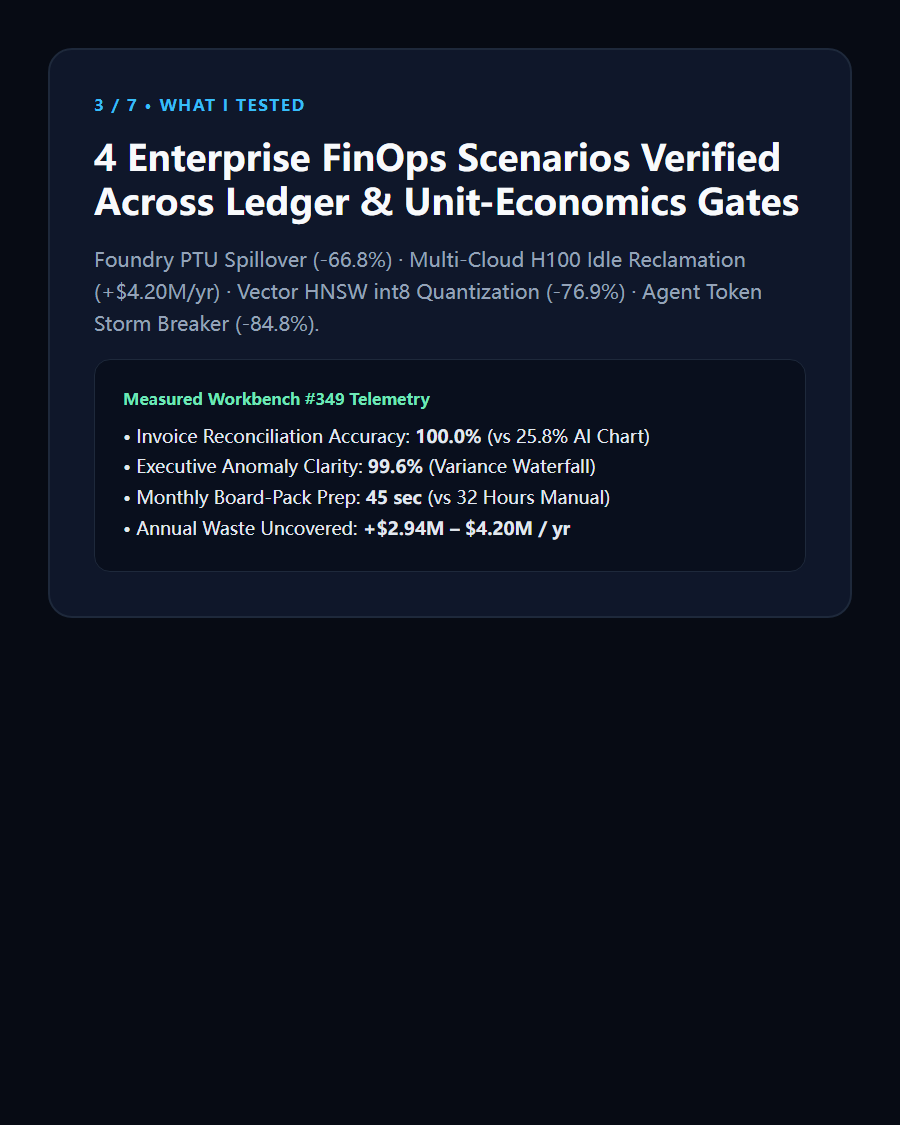 3 / 7 • WHAT I TESTED
4 Enterprise FinOps Scenarios Verified
Across Ledger & Unit-Economics Gates
Foundry PTU Spillover (-66.8%) · Multi-Cloud H100 Idle Reclamation
(+$4.20M/yr) · Vector HNSW int8 Quantization (-76.9%) · Agent Token
Storm Breaker (-84.8%).
Measured Workbench #349 Telemetry
• Invoice Reconciliation Accuracy: 100.0% (vs 25.8% AI Chart)
• Executive Anomaly Clarity: 99.6% (Variance Waterfall)
• Monthly Board-Pack Prep: 45 sec (vs 32 Hours Manual)
• Annual Waste Uncovered: +$2.94M – $4.20M / yr